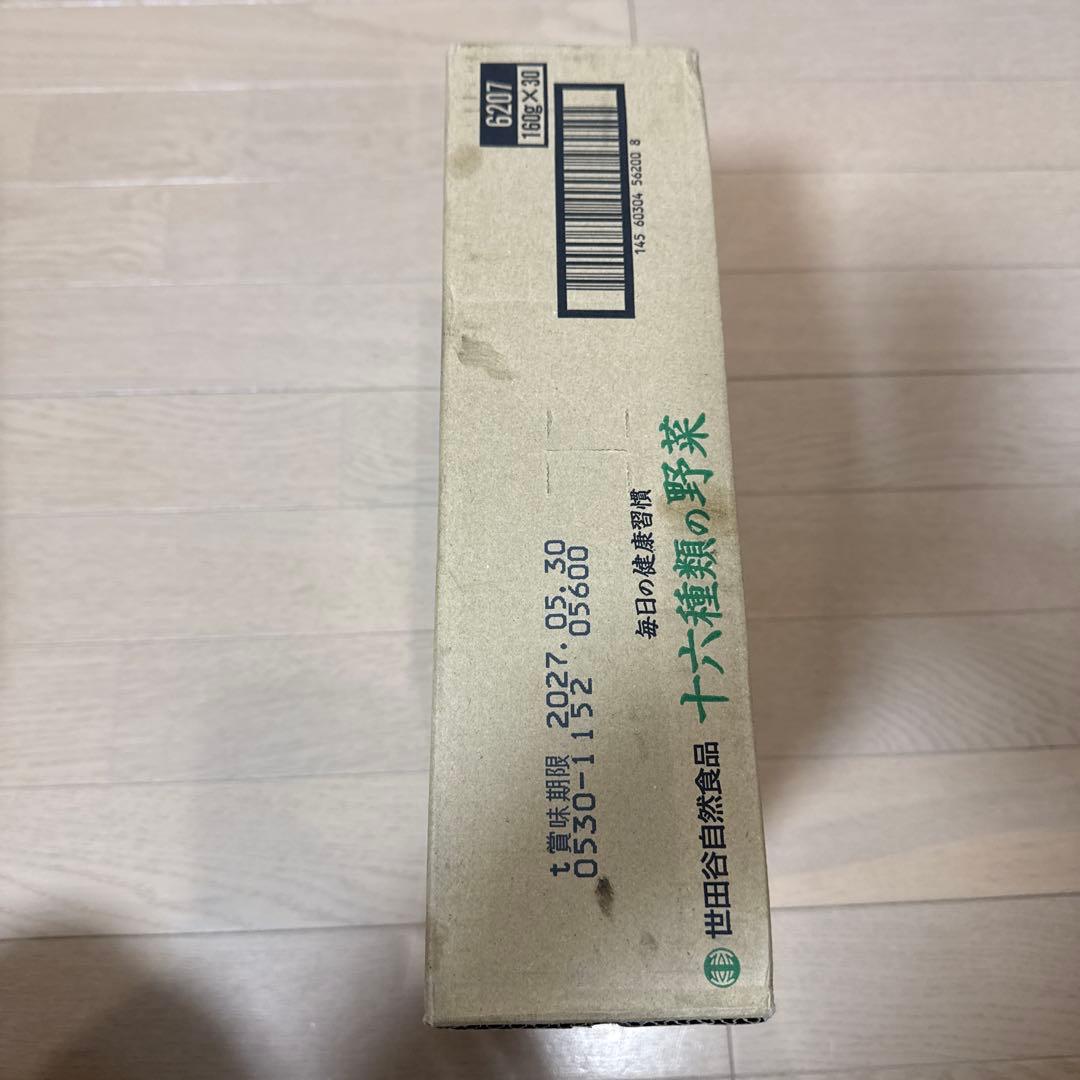 毎日の健康習慣
世田谷自然食品 十六種類の野菜
t賞味期限 2027.05.30
0530-1152 05600
6207
160g×30
145 60304 56200 8